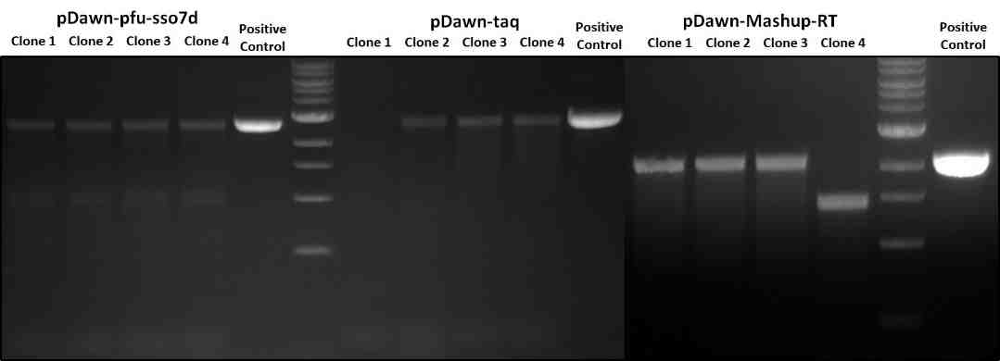 pDawn-pfu-sso7d
Clone 1 Clone 2 Clone 3 Clone 4 Positive Control
pDawn-taq
Clone 1 Clone 2 Clone 3 Clone 4 Positive Control
pDawn-Mashup-RT
Clone 1 Clone 2 Clone 3 Clone 4 Positive Control